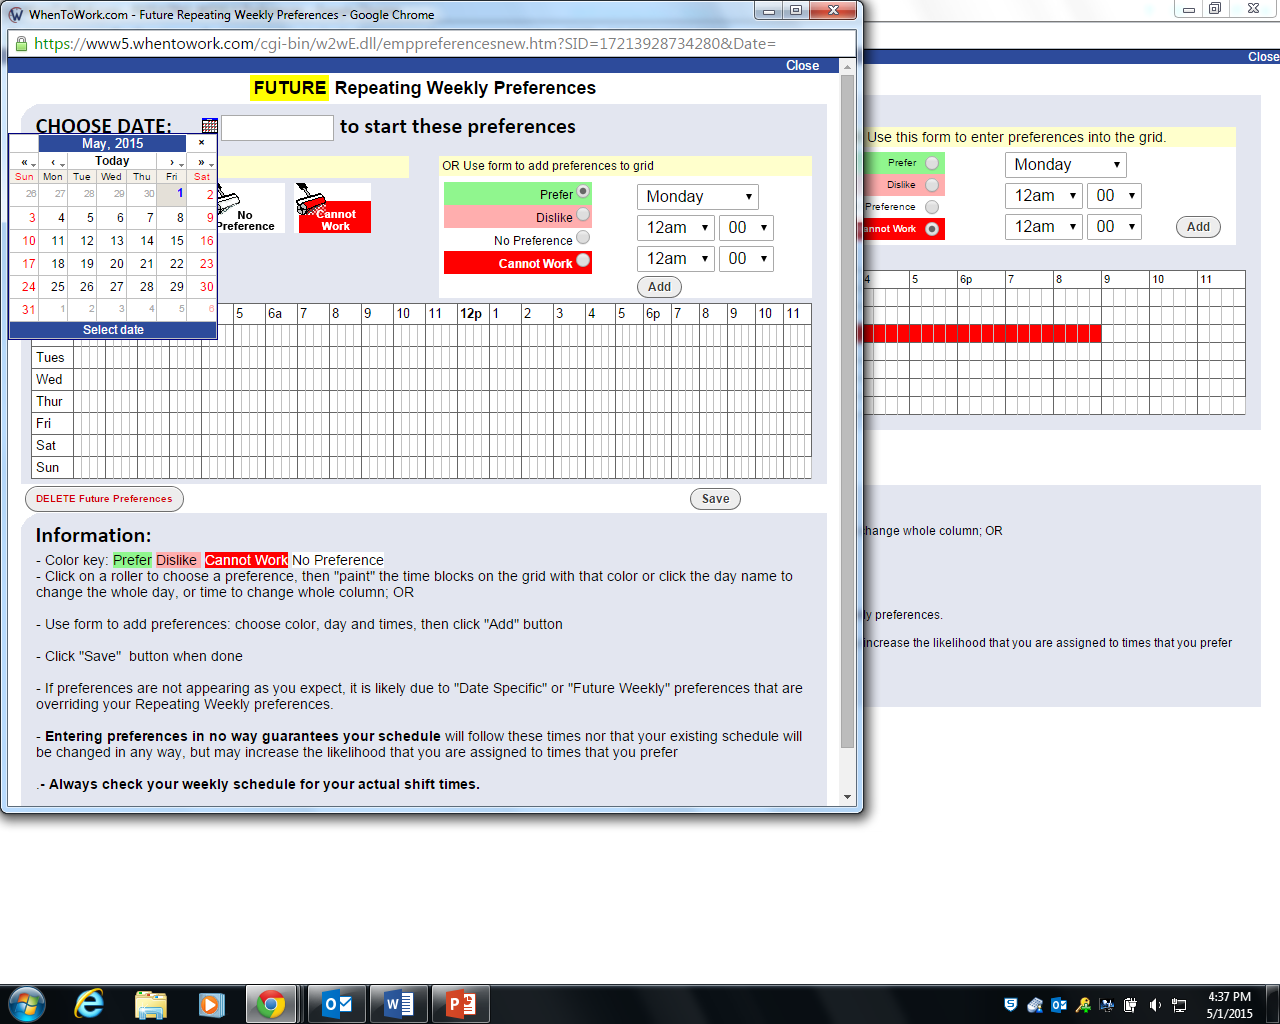 WhenToWork.com - Future Repeating Weekly Preferences - Google Chrome
https://www5.whentowork.com/cgi-bin/w2wE.dll/emppreferencesnew.htm?SID=17213928734280&Date=
Close
FUTURE Repeating Weekly Preferences
CHOOSE DATE: to start these preferences
May, 2015 ×
« ‹ Today › »
Sun Mon Tue Wed Thu Fri Sat
26 27 28 29 30 1 2
3 4 5 6 7 8 9
10 11 12 13 14 15 16
17 18 19 20 21 22 23
24 25 26 27 28 29 30
31 1 2 3 4 5 6
Select date
No Preference
Cannot Work
OR Use form to add preferences to grid
Prefer
Dislike
No Preference
Cannot Work
Monday
12am 00
12am 00
Add
5 6a 7 8 9 10 11 12p 1 2 3 4 5 6p 7 8 9 10 11
Tues
Wed
Thur
Fri
Sat
Sun
DELETE Future Preferences
Save
Information:
- Color key: Prefer Dislike Cannot Work No Preference
- Click on a roller to choose a preference, then "paint" the time blocks on the grid with that color or click the day name to
change the whole day, or time to change whole column; OR
- Use form to add preferences: choose color, day and times, then click "Add" button
- Click "Save" button when done
- If preferences are not appearing as you expect, it is likely due to "Date Specific" or "Future Weekly" preferences that are
overriding your Repeating Weekly preferences.
- Entering preferences in no way guarantees your schedule will follow these times nor that your existing schedule will
be changed in any way, but may increase the likelihood that you are assigned to times that you prefer
.- Always check your weekly schedule for your actual shift times.
Close
Use this form to enter preferences into the grid.
Prefer
Dislike
Preference
annot Work
Monday
12am 00
12am 00
Add
4 5 6p 7 8 9 10 11
hange whole column; OR
ly preferences.
increase the likelihood that you are assigned to times that you prefer
4:37 PM
5/1/2015